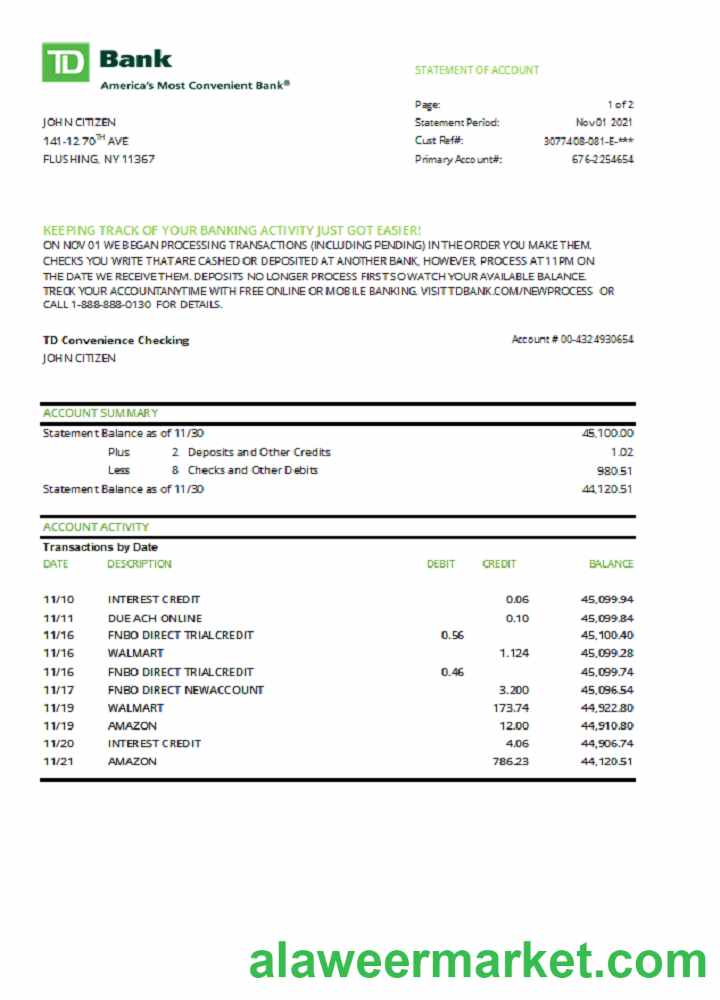 TD Bank
America's Most Convenient Bank®
STATEMENT OF ACCOUNT
Page: 1 of 2
JOHN CITIZEN Statement Period: Nov 01 2021
141-12 70TH AVE Cust Ref#: 3077408-081-E-***
FLUSHING, NY 11367 Primary Account#: 676-2254654
KEEPING TRACK OF YOUR BANKING ACTIVITY JUST GOT EASIER!
ON NOV 01 WE BEGAN PROCESSING TRANSACTIONS (INCLUDING PENDING) IN THE ORDER YOU MAKE THEM.
CHECKS YOU WRITE THAT ARE CASHED OR DEPOSITED AT ANOTHER BANK, HOWEVER, PROCESS AT 11PM ON
THE DATE WE RECEIVE THEM. DEPOSITS NO LONGER PROCESS FIRST SO WATCH YOUR AVAILABLE BALANCE.
TRECK YOUR ACCOUNT ANYTIME WITH FREE ONLINE OR MOBILE BANKING. VISIT TDBANK.COM/NEWPROCESS OR
CALL 1-888-888-0130 FOR DETAILS.
TD Convenience Checking Account # 00-4324930654
JOHN CITIZEN
ACCOUNT SUMMARY
Statement Balance as of 11/30 45,100.00
Plus 2 Deposits and Other Credits 1.02
Less 8 Checks and Other Debits 980.51
Statement Balance as of 11/30 44,120.51
ACCOUNT ACTIVITY
Transactions by Date
DATE DESCRIPTION DEBIT CREDIT BALANCE
11/10 INTEREST CREDIT 0.06 45,099.94
11/11 DUE ACH ONLINE 0.10 45,099.84
11/16 FNBO DIRECT TRIALCREDIT 0.56 45,100.40
11/16 WALMART 1.124 45,099.28
11/16 FNBO DIRECT TRIALCREDIT 0.46 45,099.74
11/17 FNBO DIRECT NEWACCOUNT 3.200 45,096.54
11/19 WALMART 173.74 44,922.80
11/19 AMAZON 12.00 44,910.80
11/20 INTEREST CREDIT 4.06 44,906.74
11/21 AMAZON 786.23 44,120.51
alaweermarket.com